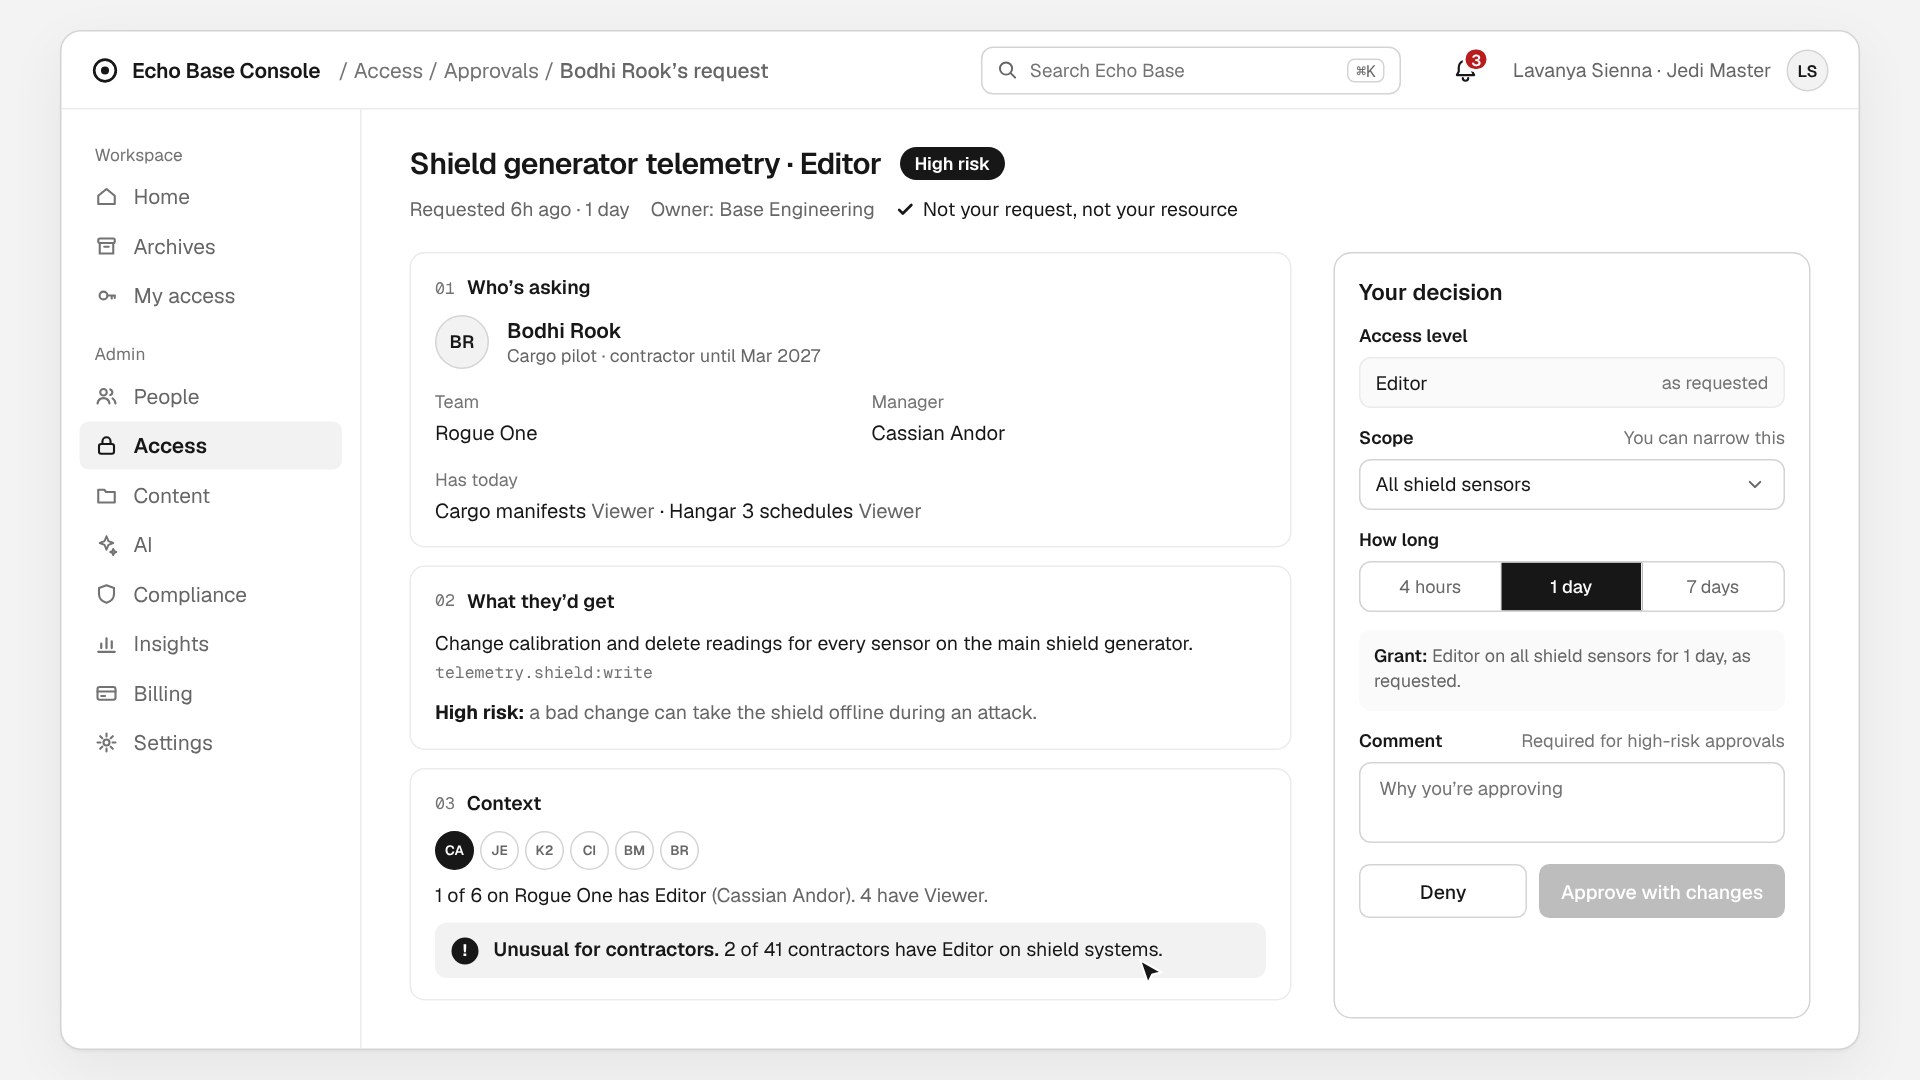 Echo Base Console / Access / Approvals / Bodhi Rook’s request
Search Echo Base ⌘K
3
Lavanya Sienna · Jedi Master LS
Workspace
Home
Archives
My access
Admin
People
Access
Content
AI
Compliance
Insights
Billing
Settings
Shield generator telemetry · Editor High risk
Requested 6h ago · 1 day Owner: Base Engineering ✓ Not your request, not your resource
01 Who’s asking
BR
Bodhi Rook
Cargo pilot · contractor until Mar 2027
Team
Rogue One
Manager
Cassian Andor
Has today
Cargo manifests Viewer · Hangar 3 schedules Viewer
02 What they’d get
Change calibration and delete readings for every sensor on the main shield generator.
telemetry.shield:write
High risk: a bad change can take the shield offline during an attack.
03 Context
CA JE K2 CI BM BR
1 of 6 on Rogue One has Editor (Cassian Andor). 4 have Viewer.
! Unusual for contractors. 2 of 41 contractors have Editor on shield systems.
Your decision
Access level
Editor as requested
Scope You can narrow this
All shield sensors
How long
4 hours 1 day 7 days
Grant: Editor on all shield sensors for 1 day, as
requested.
Comment Required for high-risk approvals
Why you’re approving
Deny Approve with changes